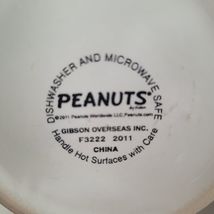 DISHWASHER AND MICROWAVE SAFE
PEANUTS®
©2011 Peanuts Worldwide LLC, Peanuts.com
GIBSON OVERSEAS INC.
F3222 2011
CHINA
Handle Hot Surfaces with Care